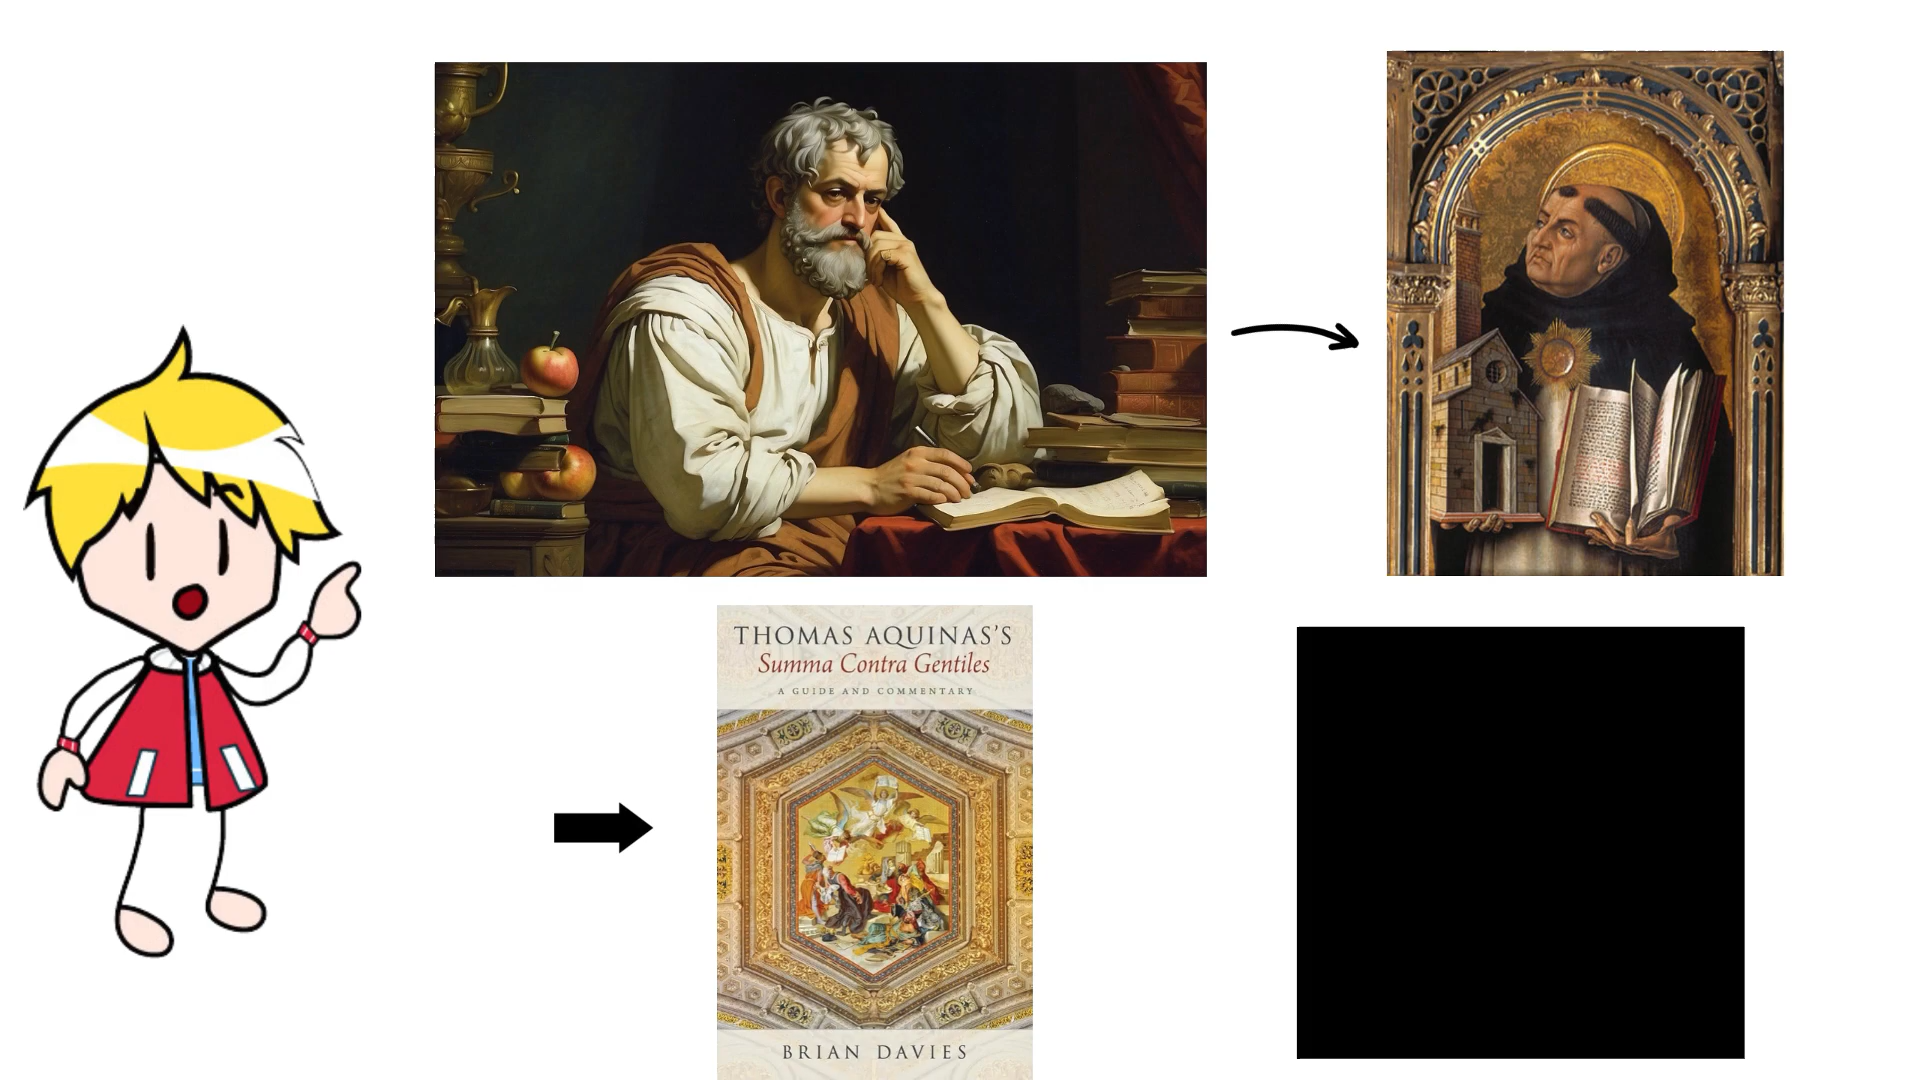 THOMAS AQUINAS'S
Summa Contra Gentiles
A GUIDE AND COMMENTARY
BRIAN DAVIES